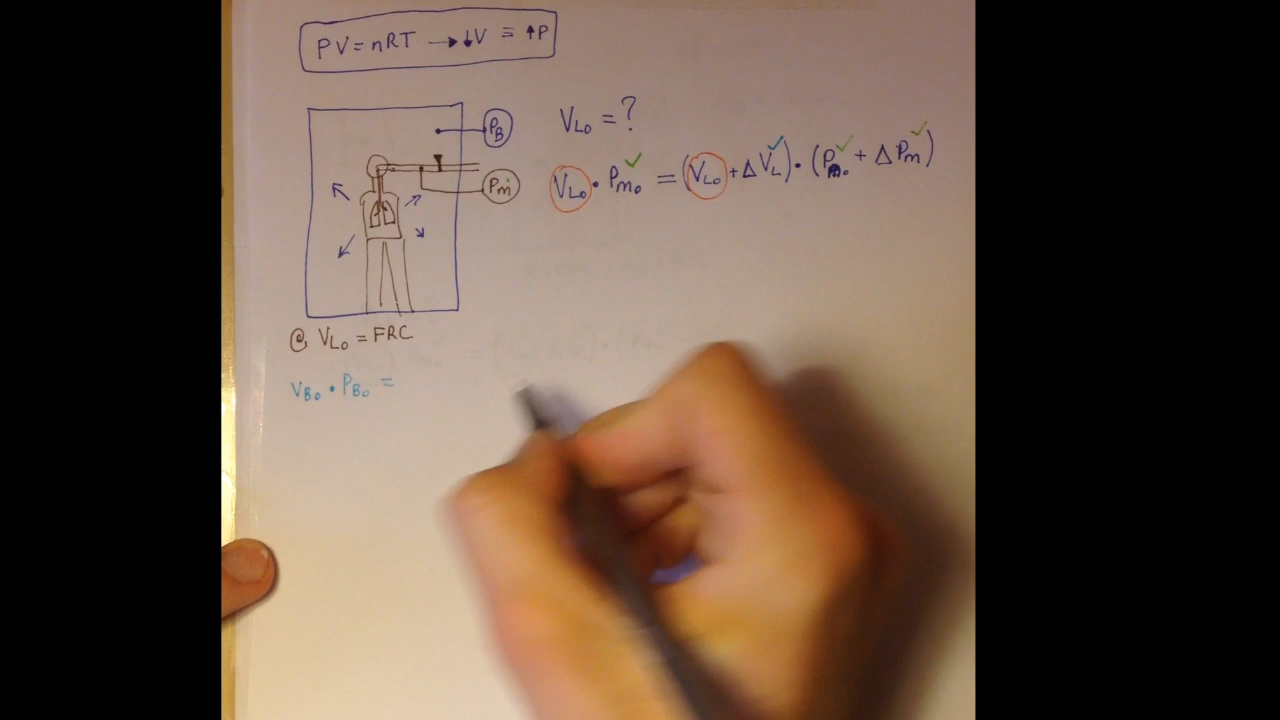 PV = nRT → ↓V = ↑P
P_B
V_Lo = ?
V_Lo · P_mo = (V_Lo + ΔV_L) · (P_mo + ΔP_m)
P_m
@ V_Lo = FRC
V_Bo · P_Bo =